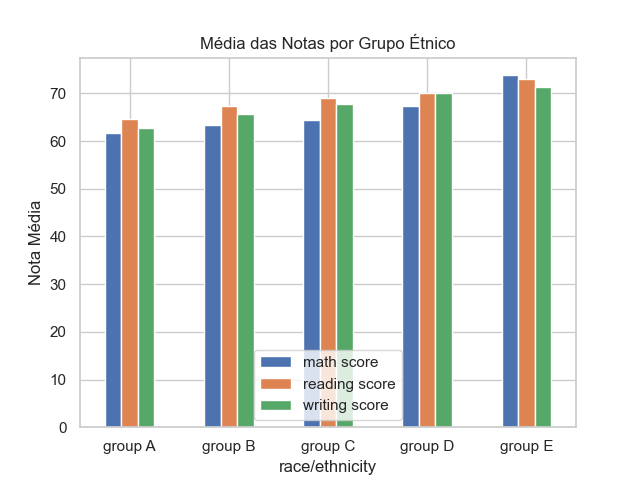 Média das Notas por Grupo Étnico
Nota Média
70
60
50
40
30
20
10
0
math score
reading score
writing score
group A group B group C group D group E
race/ethnicity